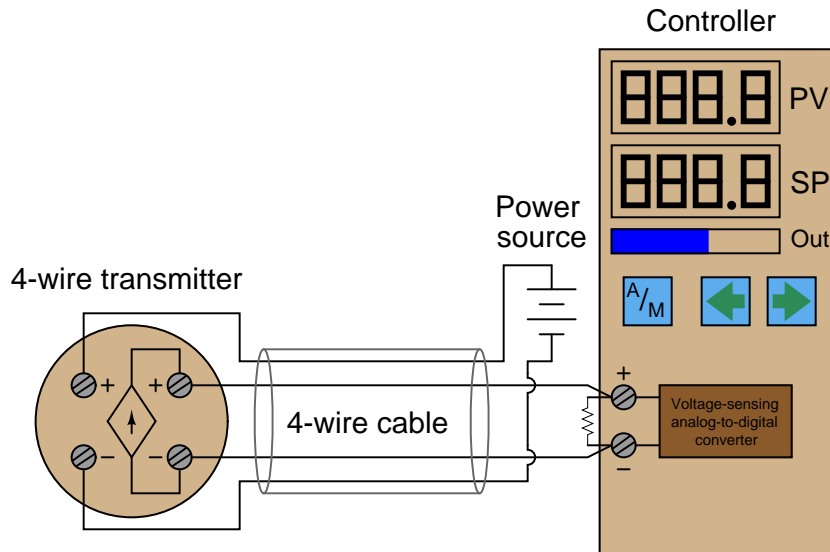 Controller
888.8 PV
888.8 SP
Out
A/M
Power
source
4-wire transmitter
+ +
− −
4-wire cable
+
−
Voltage-sensing
analog-to-digital
converter